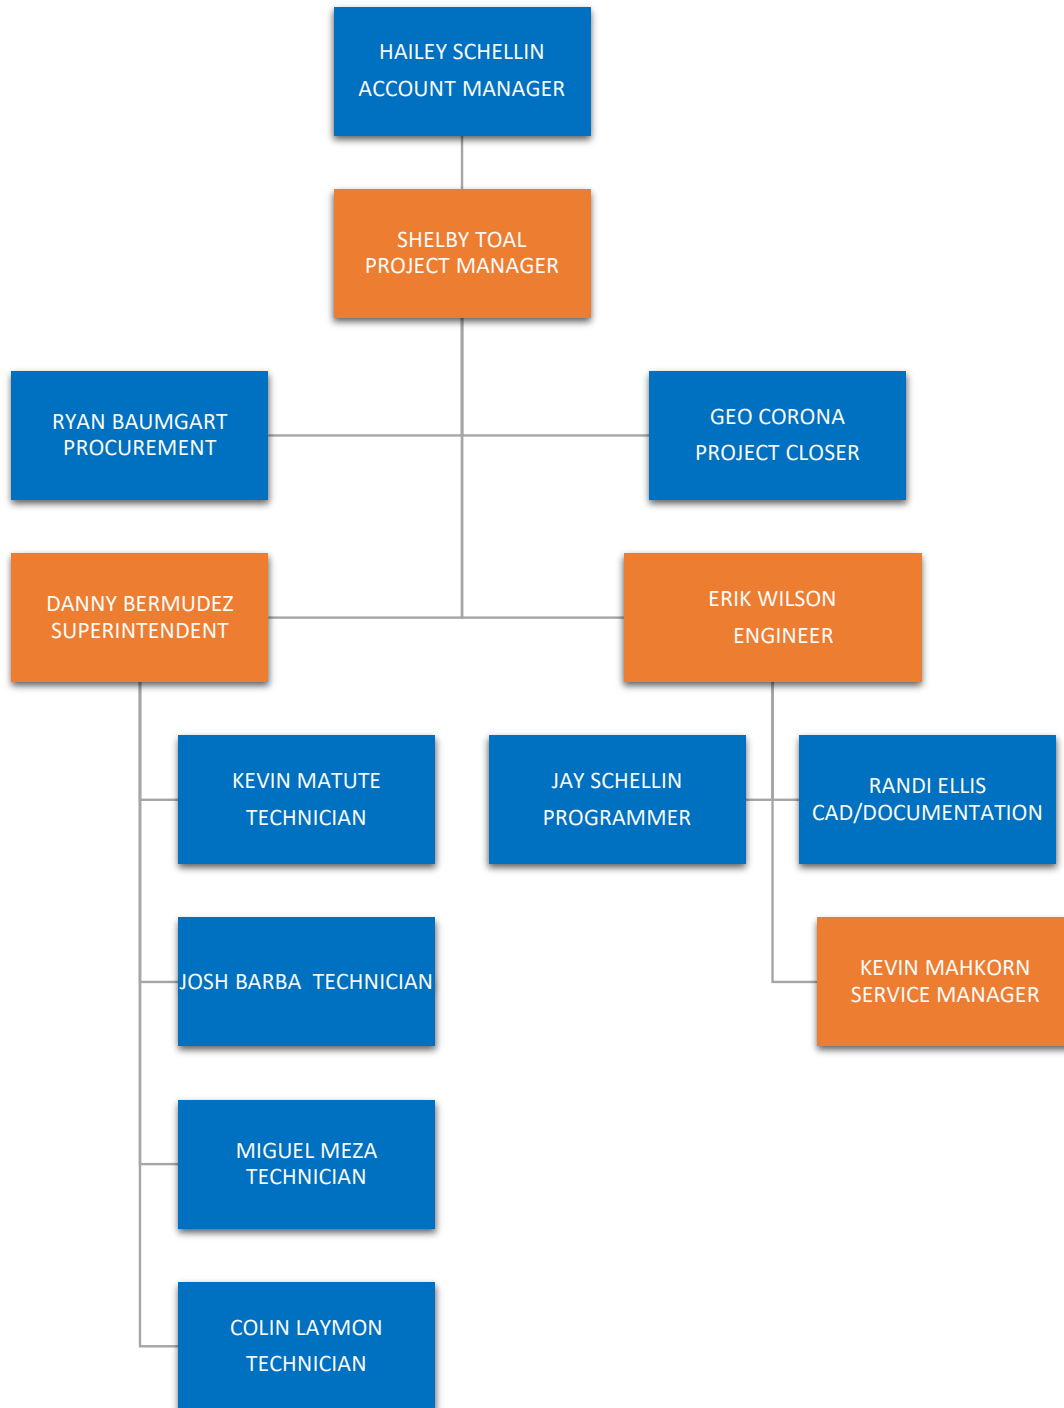 HAILEY SCHELLIN
ACCOUNT MANAGER
SHELBY TOAL
PROJECT MANAGER
RYAN BAUMGART
PROCUREMENT
GEO CORONA
PROJECT CLOSER
DANNY BERMUDEZ
SUPERINTENDENT
ERIK WILSON
ENGINEER
KEVIN MATUTE
TECHNICIAN
JAY SCHELLIN
PROGRAMMER
RANDI ELLIS
CAD/DOCUMENTATION
JOSH BARBA  TECHNICIAN
KEVIN MAHKORN
SERVICE MANAGER
MIGUEL MEZA
TECHNICIAN
COLIN LAYMON
TECHNICIAN